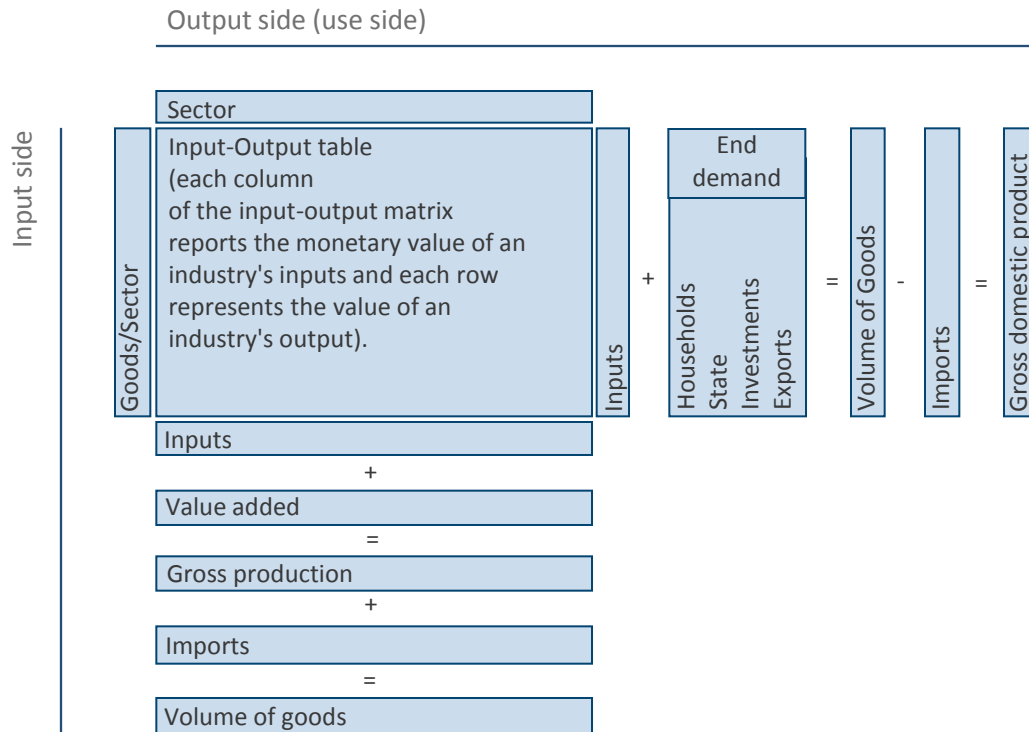 Output side (use side)
Input side
Sector
Goods/Sector
Input-Output table
(each column
of the input-output matrix
reports the monetary value of an
industry's inputs and each row
represents the value of an
industry's output).
Inputs
+
End
demand
Households
State
Investments
Exports
=
Volume of Goods
-
Imports
=
Gross domestic product
Inputs
+
Value added
=
Gross production
+
Imports
=
Volume of goods